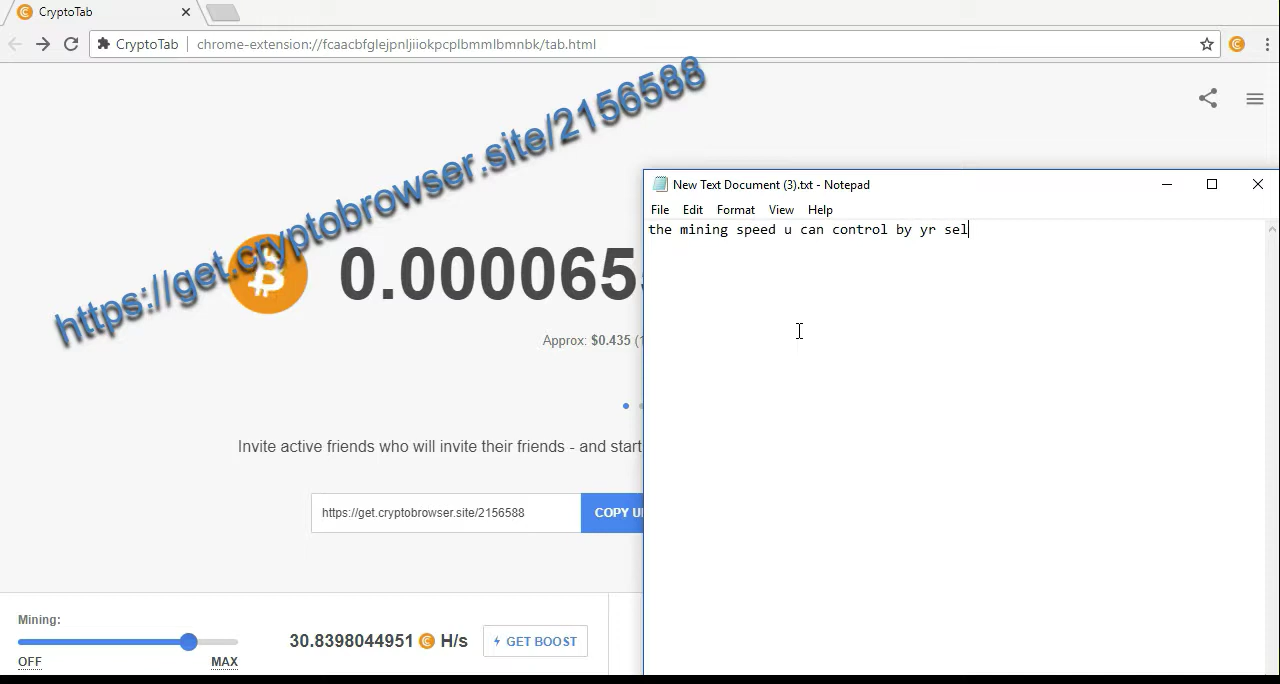 CryptoTab
CryptoTab chrome-extension://fcaacbfglejpnljiiokpcplbmmlbmnbk/tab.html
https://get.cryptobrowser.site/2156588
New Text Document (3).txt - Notepad
File Edit Format View Help
the mining speed u can control by yr sel
0.000065
Approx: $0.435
Invite active friends who will invite their friends - and start
https://get.cryptobrowser.site/2156588
COPY
Mining:
30.8398044951 H/s
GET BOOST
OFF MAX